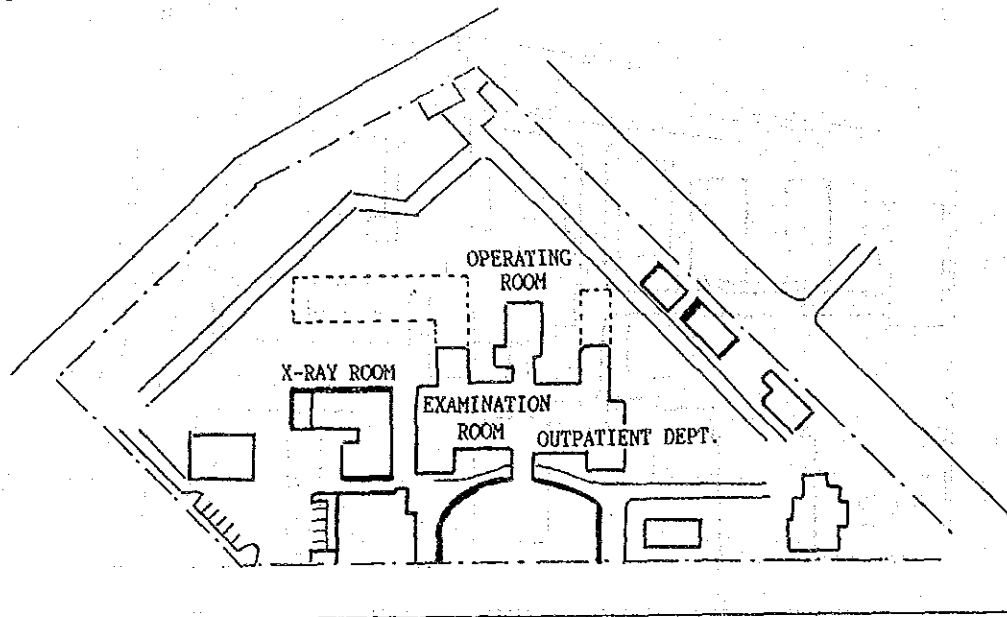 OPERATING
ROOM
X-RAY ROOM
EXAMINATION
ROOM
OUTPATIENT DEPT.